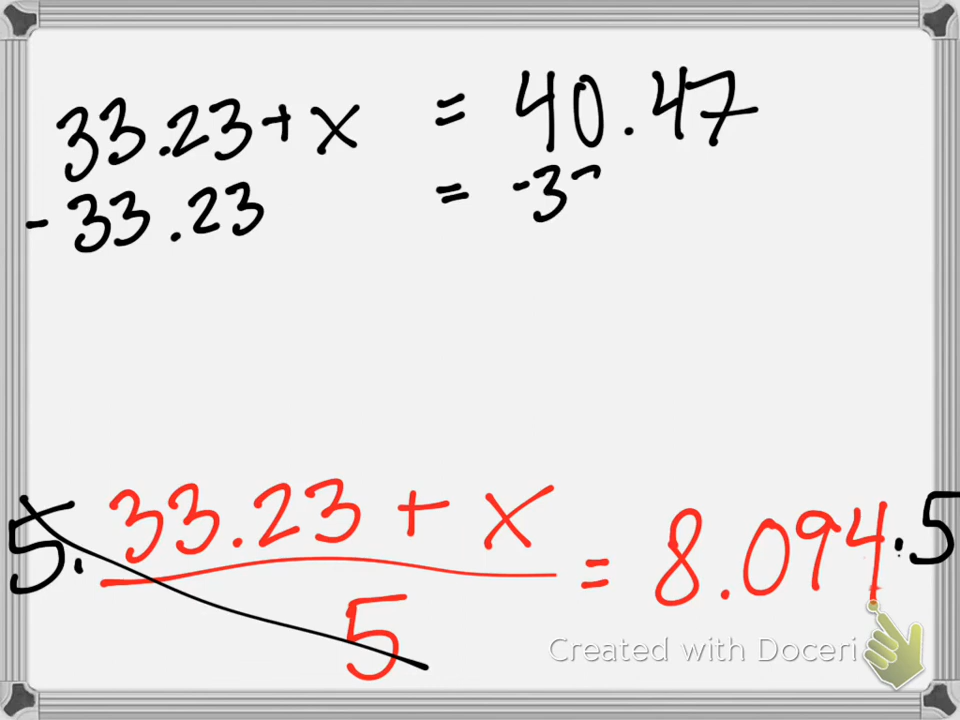 33.23 + x = 40.47
- 33.23 = -3
5. 33.23 + x = 8.094 . 5
5
Created with Doceri